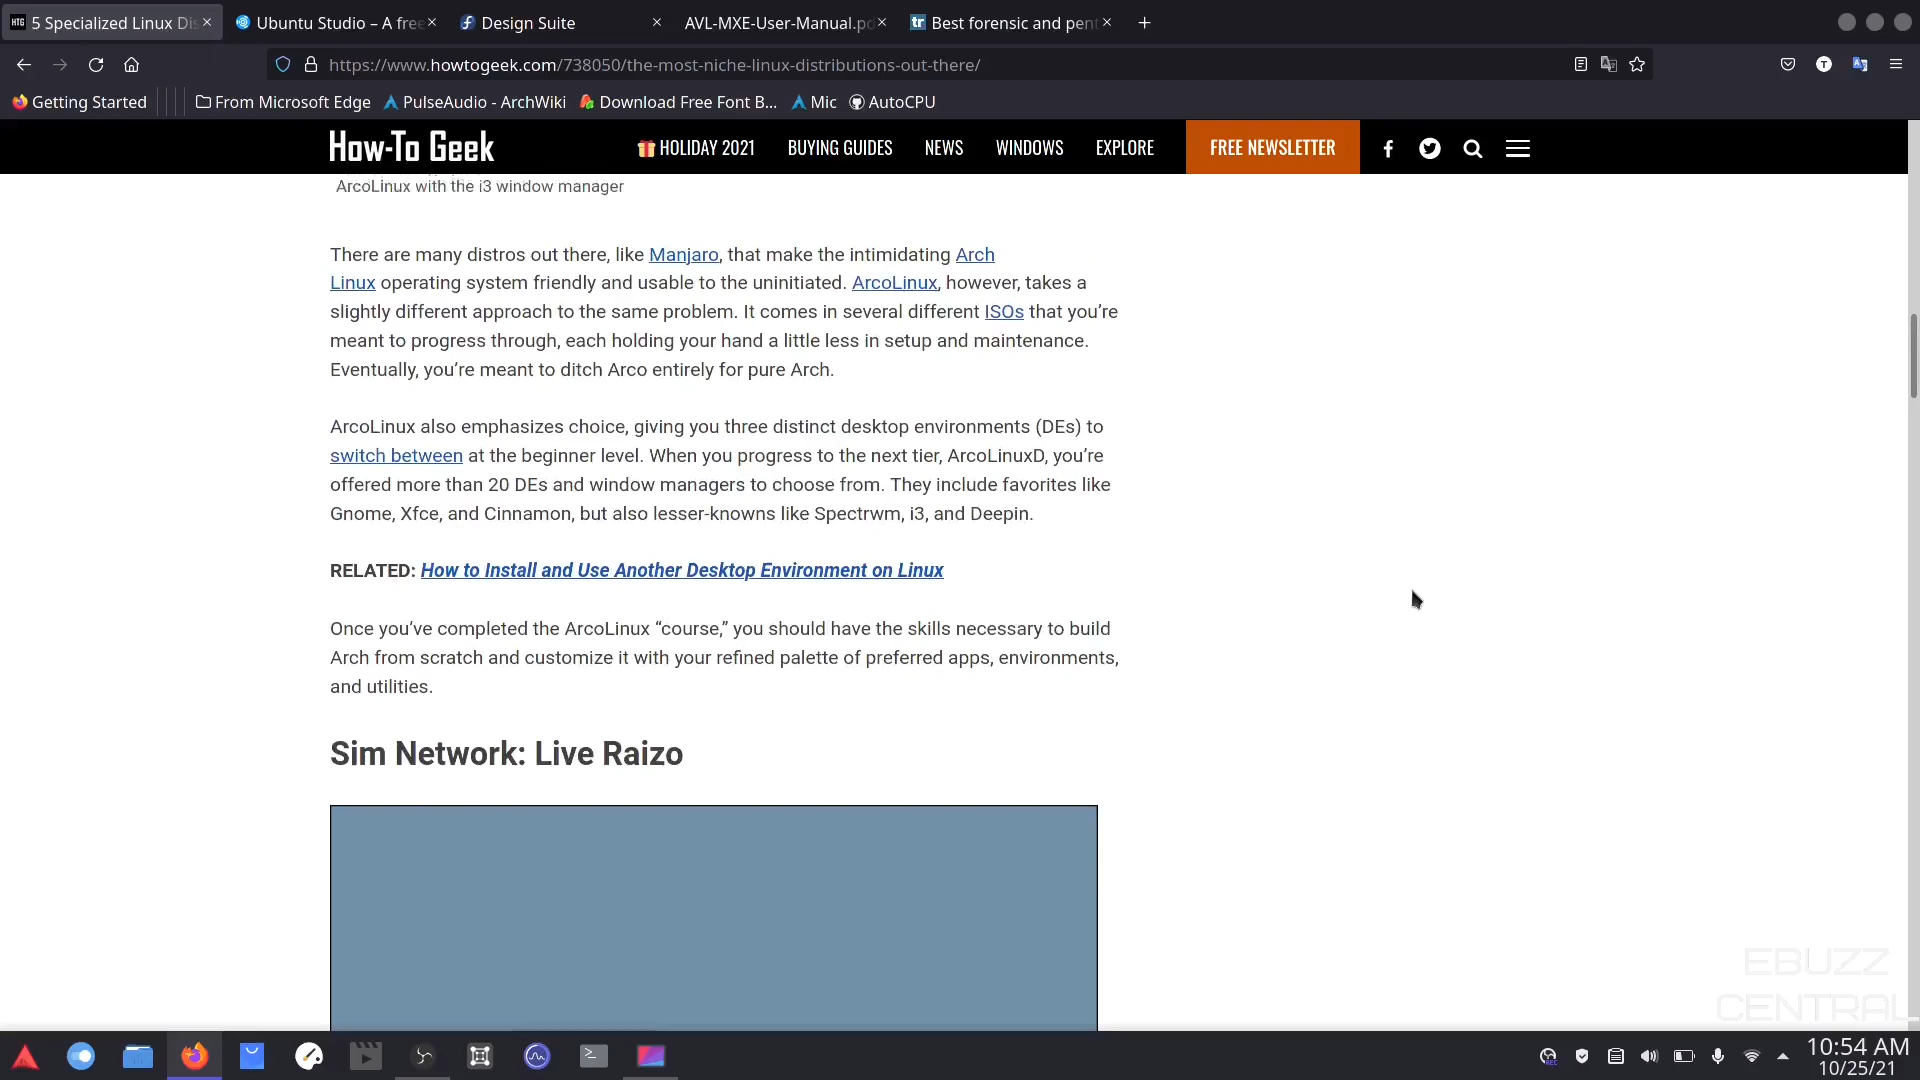 5 Specialized Linux Dis
Ubuntu Studio – A free
Design Suite
AVL-MXE-User-Manual.pd
Best forensic and pent
https://www.howtogeek.com/738050/the-most-niche-linux-distributions-out-there/
Getting Started
From Microsoft Edge
PulseAudio - ArchWiki
Download Free Font B...
Mic
AutoCPU
How-To Geek
HOLIDAY 2021
BUYING GUIDES
NEWS
WINDOWS
EXPLORE
FREE NEWSLETTER
ArcoLinux with the i3 window manager
There are many distros out there, like Manjaro, that make the intimidating Arch
Linux operating system friendly and usable to the uninitiated. ArcoLinux, however, takes a
slightly different approach to the same problem. It comes in several different ISOs that you’re
meant to progress through, each holding your hand a little less in setup and maintenance.
Eventually, you’re meant to ditch Arco entirely for pure Arch.
ArcoLinux also emphasizes choice, giving you three distinct desktop environments (DEs) to
switch between at the beginner level. When you progress to the next tier, ArcoLinuxD, you’re
offered more than 20 DEs and window managers to choose from. They include favorites like
Gnome, Xfce, and Cinnamon, but also lesser-knowns like Spectrwm, i3, and Deepin.
RELATED: How to Install and Use Another Desktop Environment on Linux
Once you’ve completed the ArcoLinux “course,” you should have the skills necessary to build
Arch from scratch and customize it with your refined palette of preferred apps, environments,
and utilities.
Sim Network: Live Raizo
EBUZZ
CENTRAL
10:54 AM
10/25/21